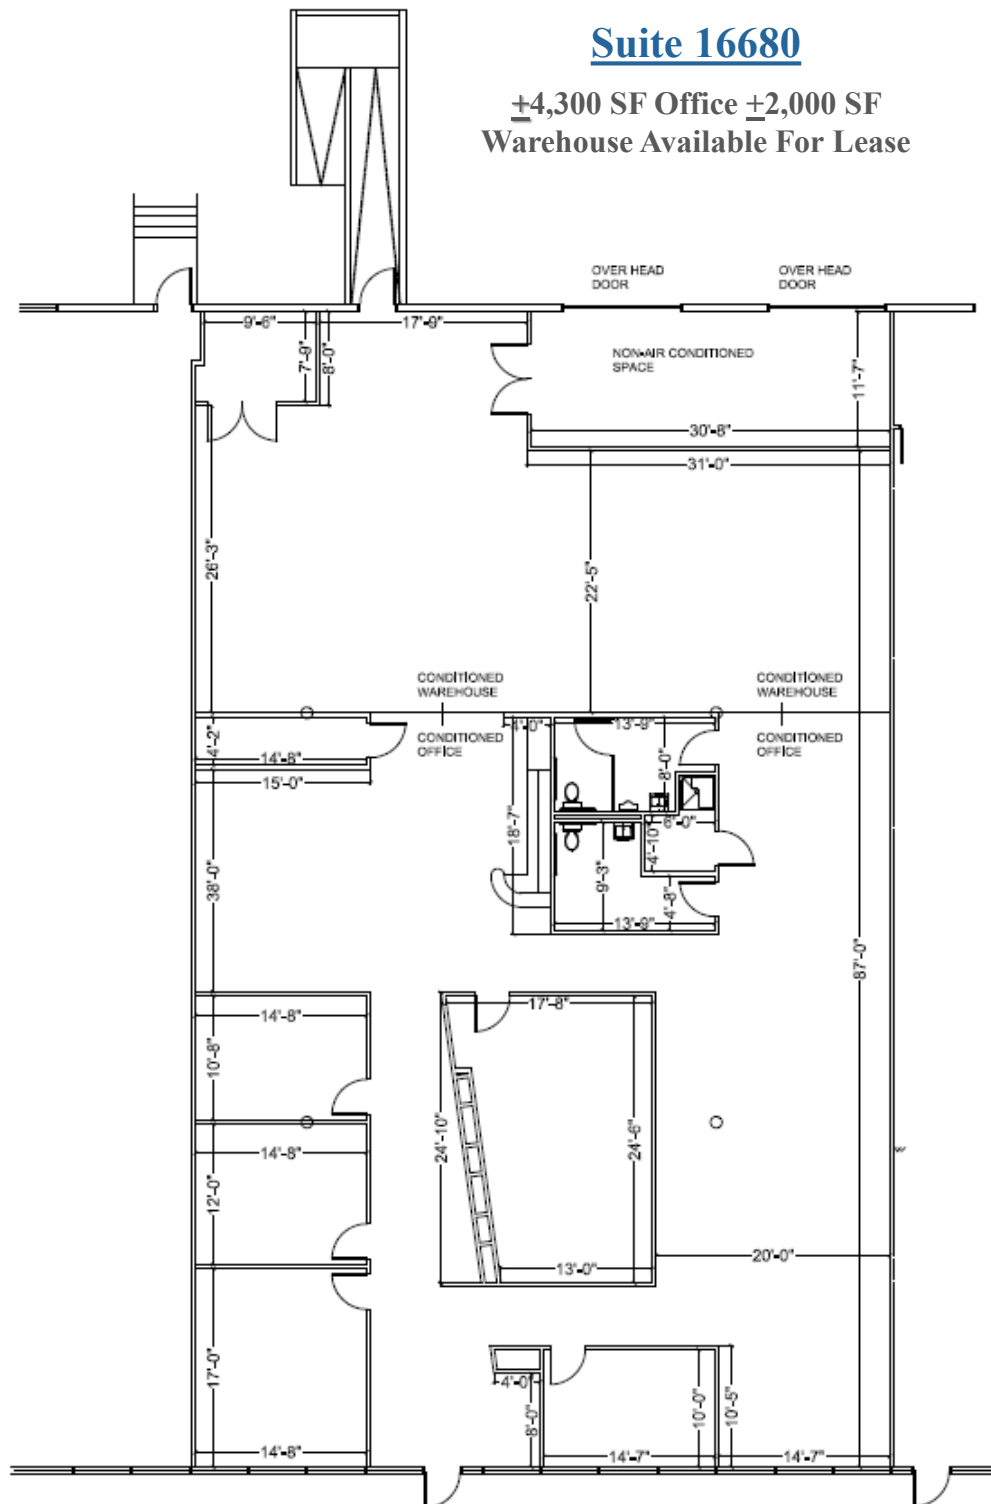 Suite 16680
±4,300 SF Office ±2,000 SF
Warehouse Available For Lease
OVER HEAD
DOOR
OVER HEAD
DOOR
9'-6"
17'-9"
7'-9"
8'-0"
NON-AIR CONDITIONED
SPACE
11'-7"
30'-8"
31'-0"
26'-3"
22'-5"
CONDITIONED
WAREHOUSE
CONDITIONED
WAREHOUSE
CONDITIONED
OFFICE
CONDITIONED
OFFICE
4'-2"
14'-8"
15'-0"
4'-0"
13'-9"
8'-0"
18'-7"
6'-0"
4'-10"
9'-3"
4'-8"
13'-9"
38'-0"
87'-0"
14'-8"
10'-8"
17'-8"
14'-8"
12'-0"
24'-10"
24'-6"
20'-0"
13'-0"
17'-0"
14'-8"
4'-0"
8'-0"
10'-0"
10'-5"
14'-7"
14'-7"